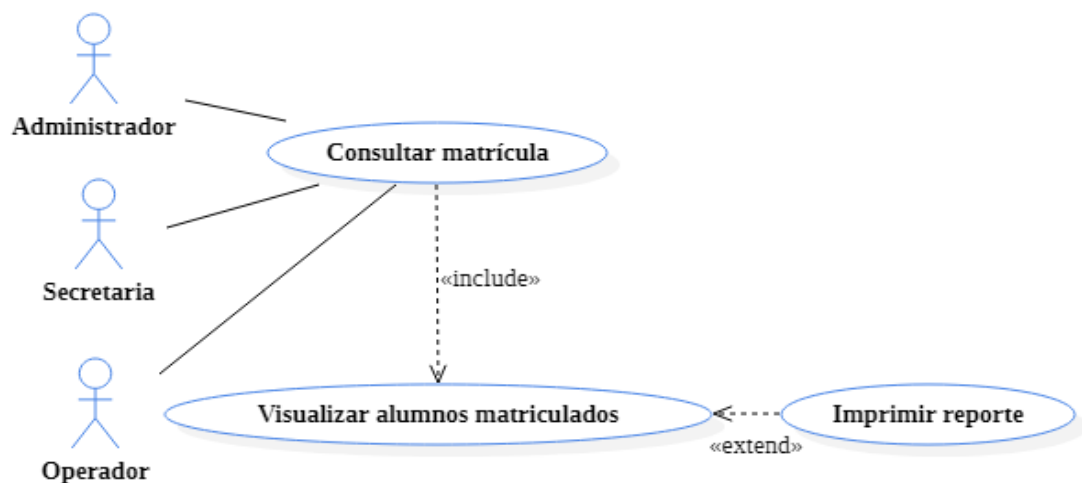 Administrador
Consultar matrícula
Secretaria
«include»
Visualizar alumnos matriculados
Imprimir reporte
«extend»
Operador